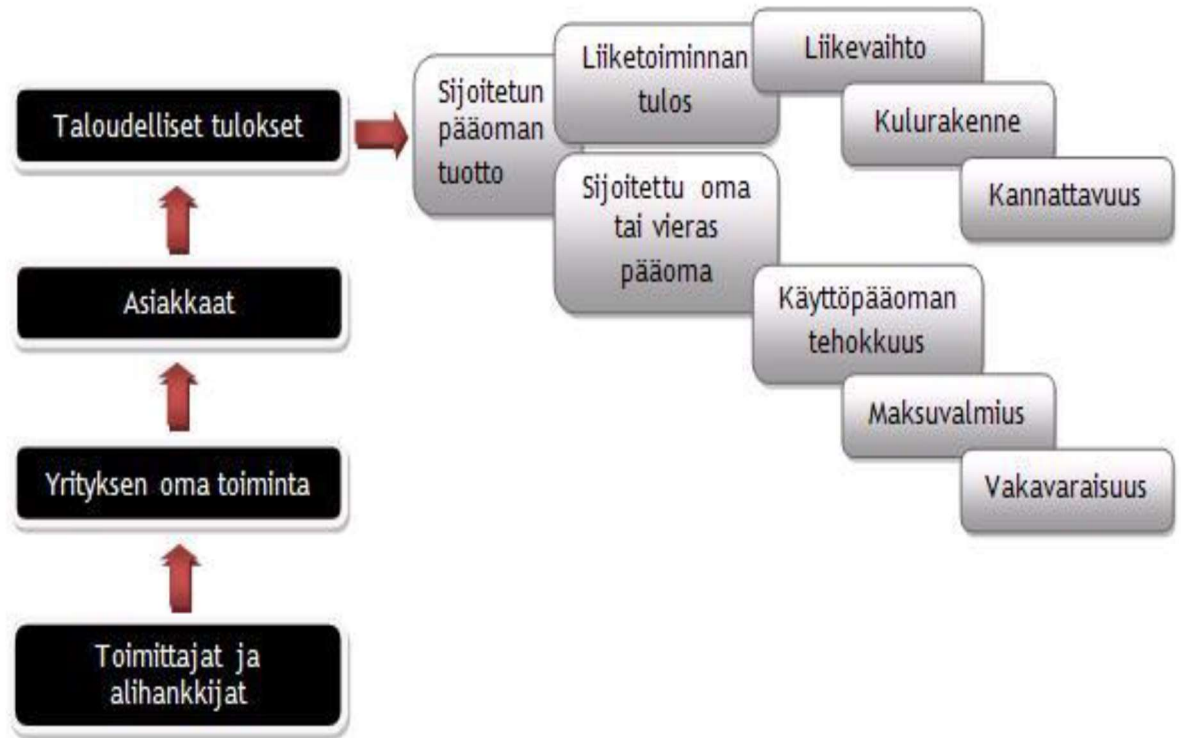 Taloudelliset tulokset
Asiakkaat
Yrityksen oma toiminta
Toimittajat ja
alihankkijat
Sijoitetun
pääoman
tuotto
Liiketoiminnan
tulos
Liikevaihto
Kulurakenne
Kannattavuus
Sijoitettu oma
tai vieras
pääoma
Käyttöpääoman
tehokkuus
Maksuvalmius
Vakavaraisuus